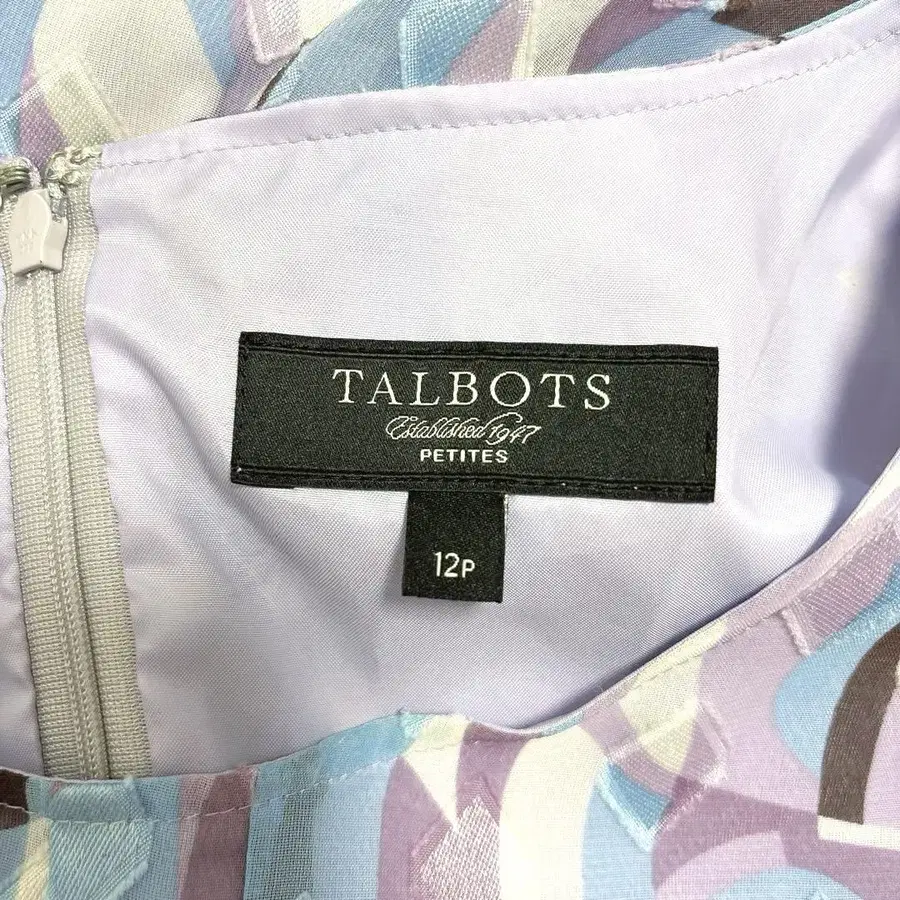 TALBOTS
Established 1947
PETITES
12P